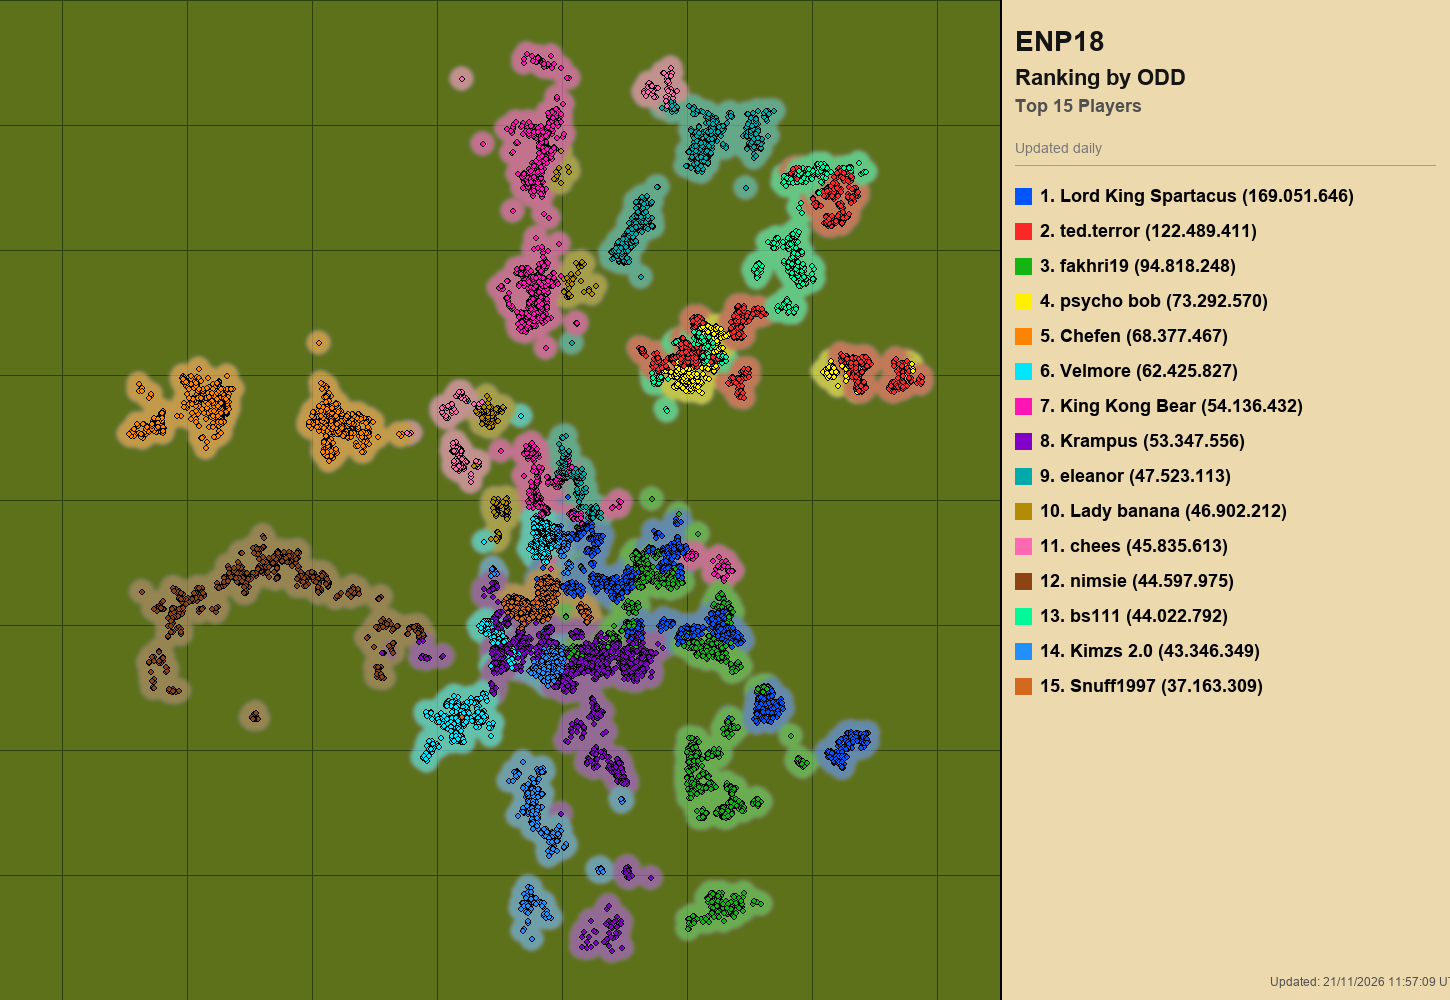 ENP18
Ranking by ODD
Top 15 Players
Updated daily
1. Lord King Spartacus (169.051.646)
2. ted.terror (122.489.411)
3. fakhri19 (94.818.248)
4. psycho bob (73.292.570)
5. Chefen (68.377.467)
6. Velmore (62.425.827)
7. King Kong Bear (54.136.432)
8. Krampus (53.347.556)
9. eleanor (47.523.113)
10. Lady banana (46.902.212)
11. chees (45.835.613)
12. nimsie (44.597.975)
13. bs111 (44.022.792)
14. Kimzs 2.0 (43.346.349)
15. Snuff1997 (37.163.309)
Updated: 21/11/2026 11:57:09 U